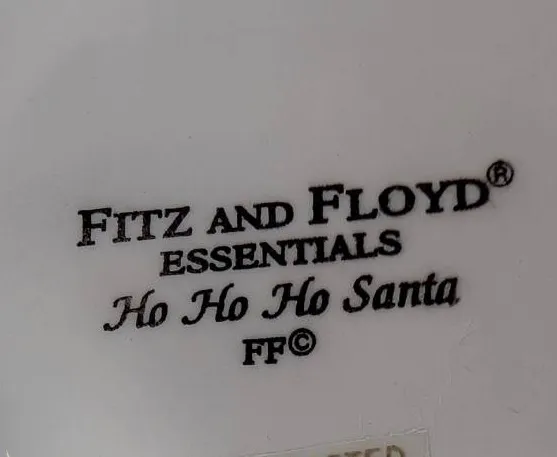 FITZ AND FLOYD®
ESSENTIALS
Ho Ho Ho Santa
FF©